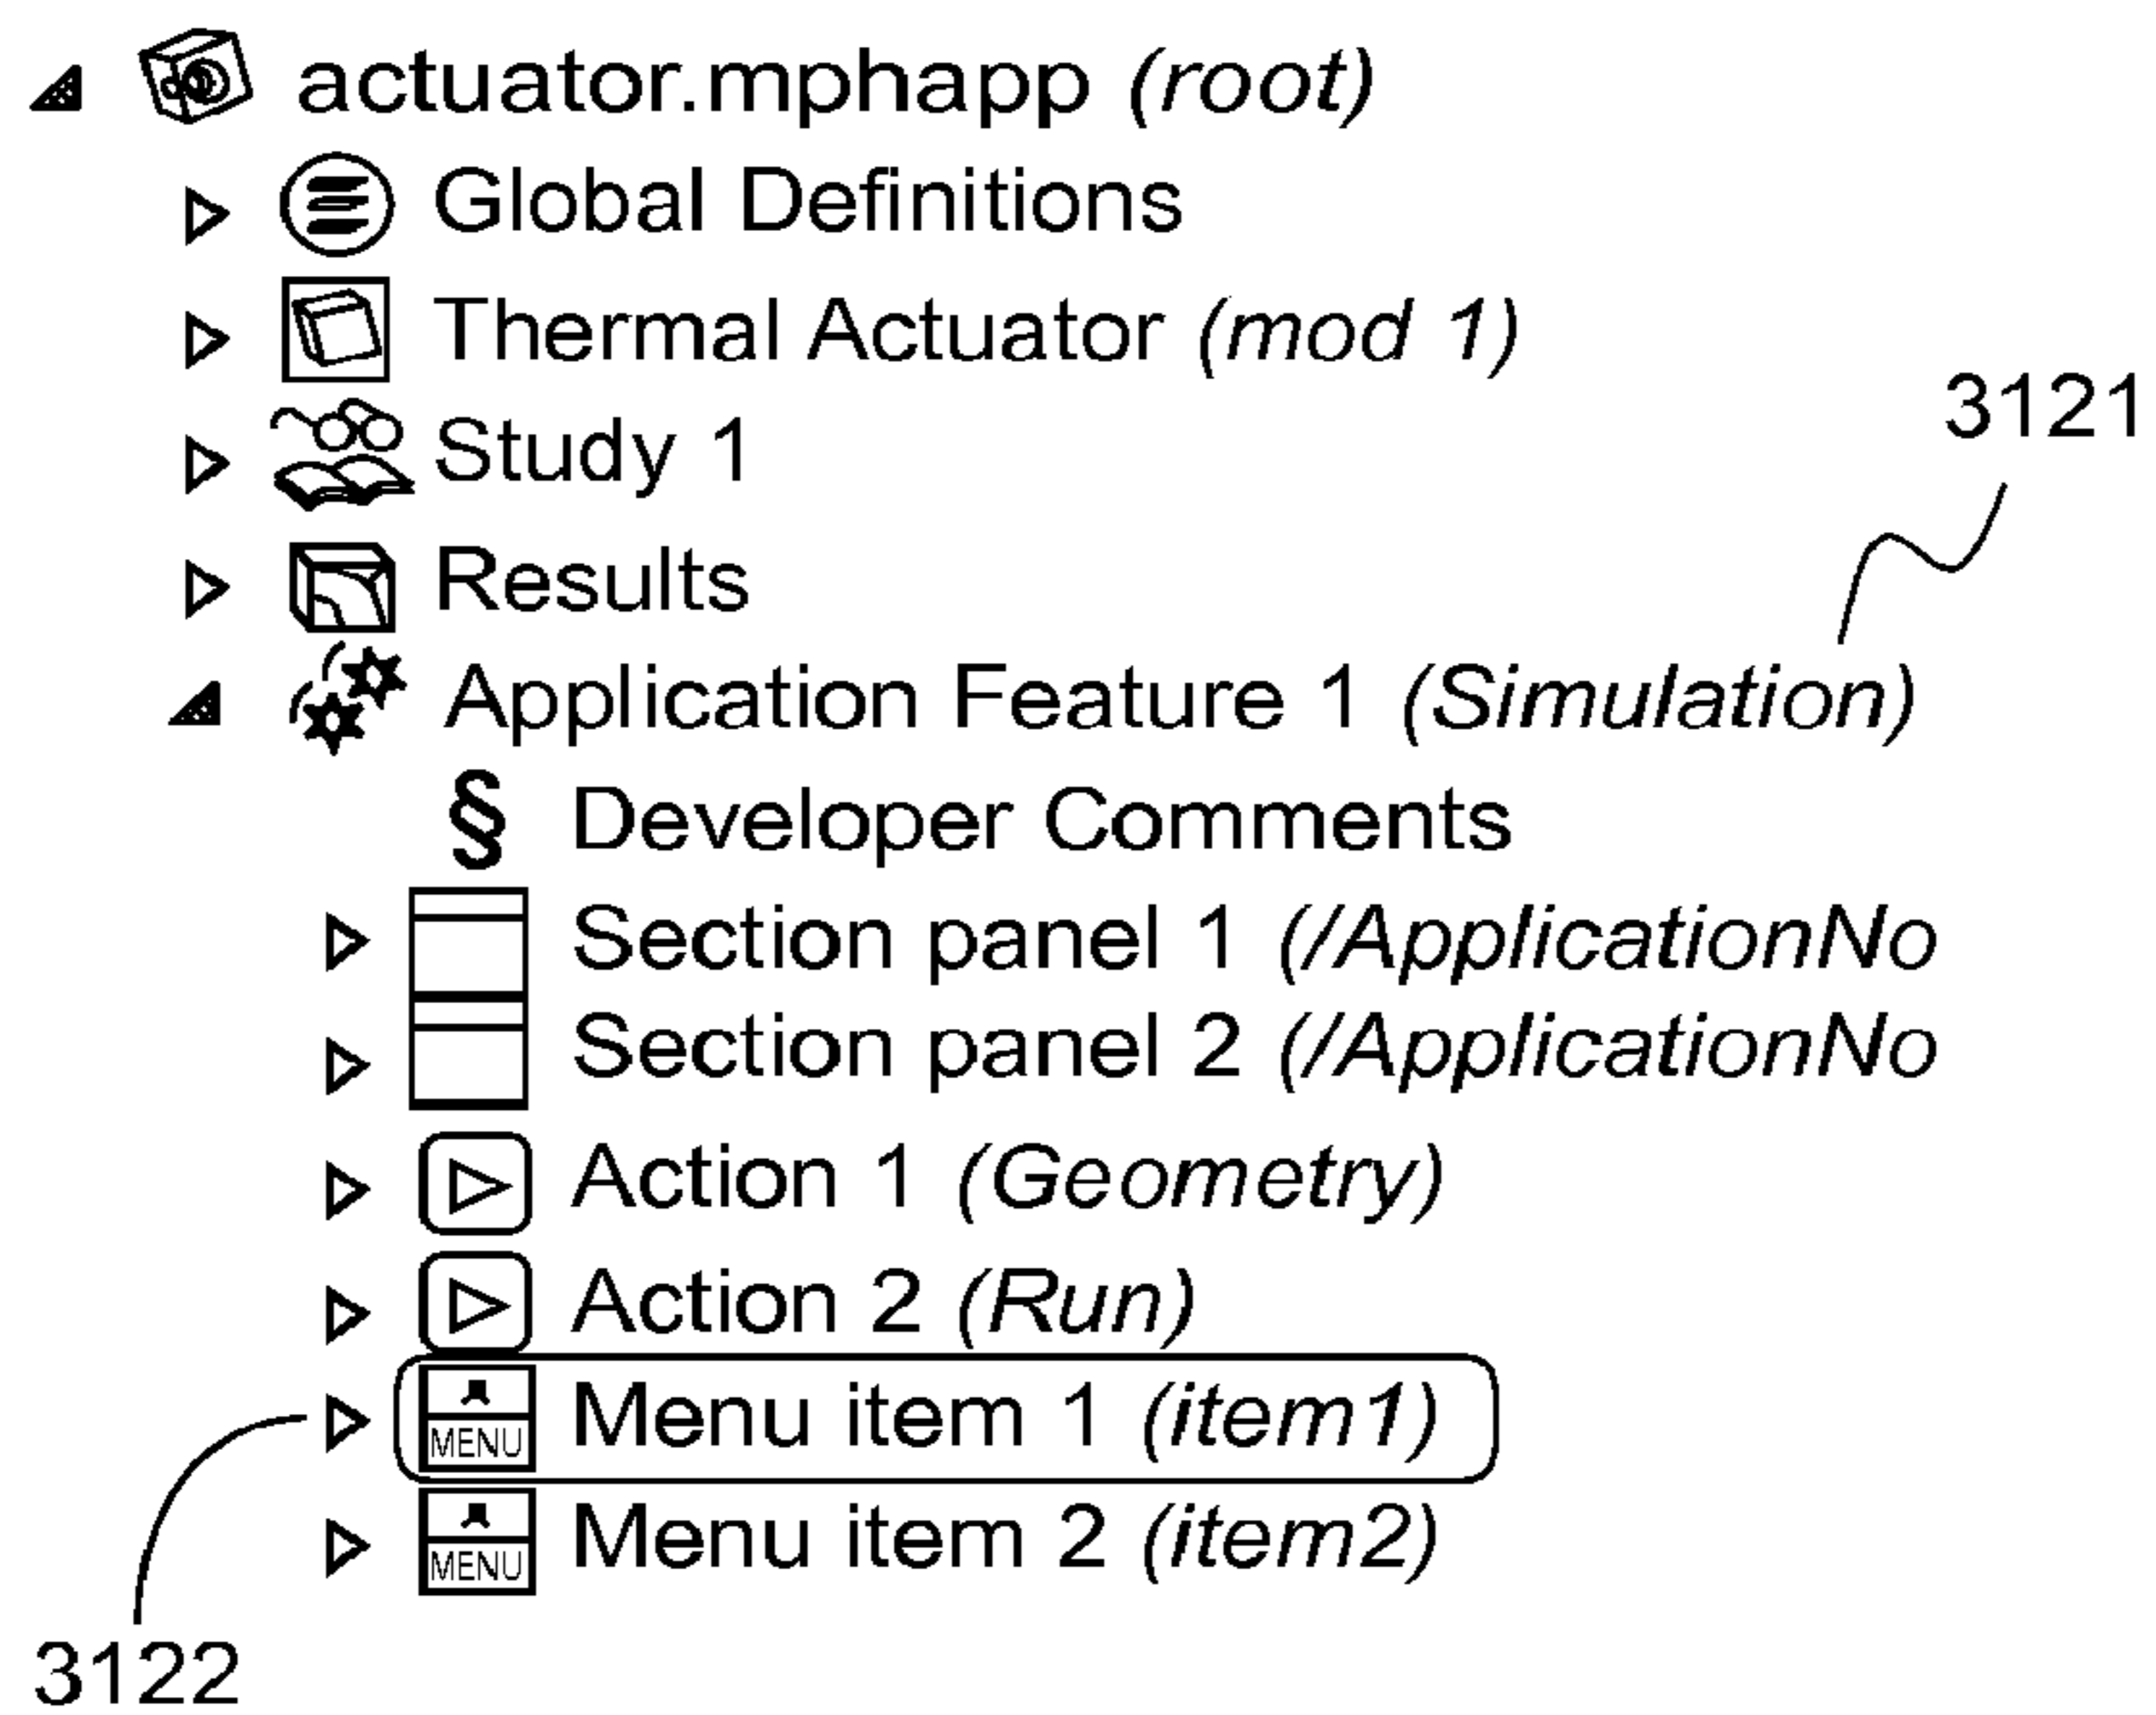 actuator.mphapp (root)
Global Definitions
Thermal Actuator (mod 1)
3121
Study 1
Results
Application Feature 1 (Simulation)
§ Developer Comments
Section panel 1 (/ApplicationNo
Section panel 2 (/ApplicationNo
Action 1 (Geometry)
Action 2 (Run)
MENU Menu item 1 (item1)
MENU Menu item 2 (item2)
3122